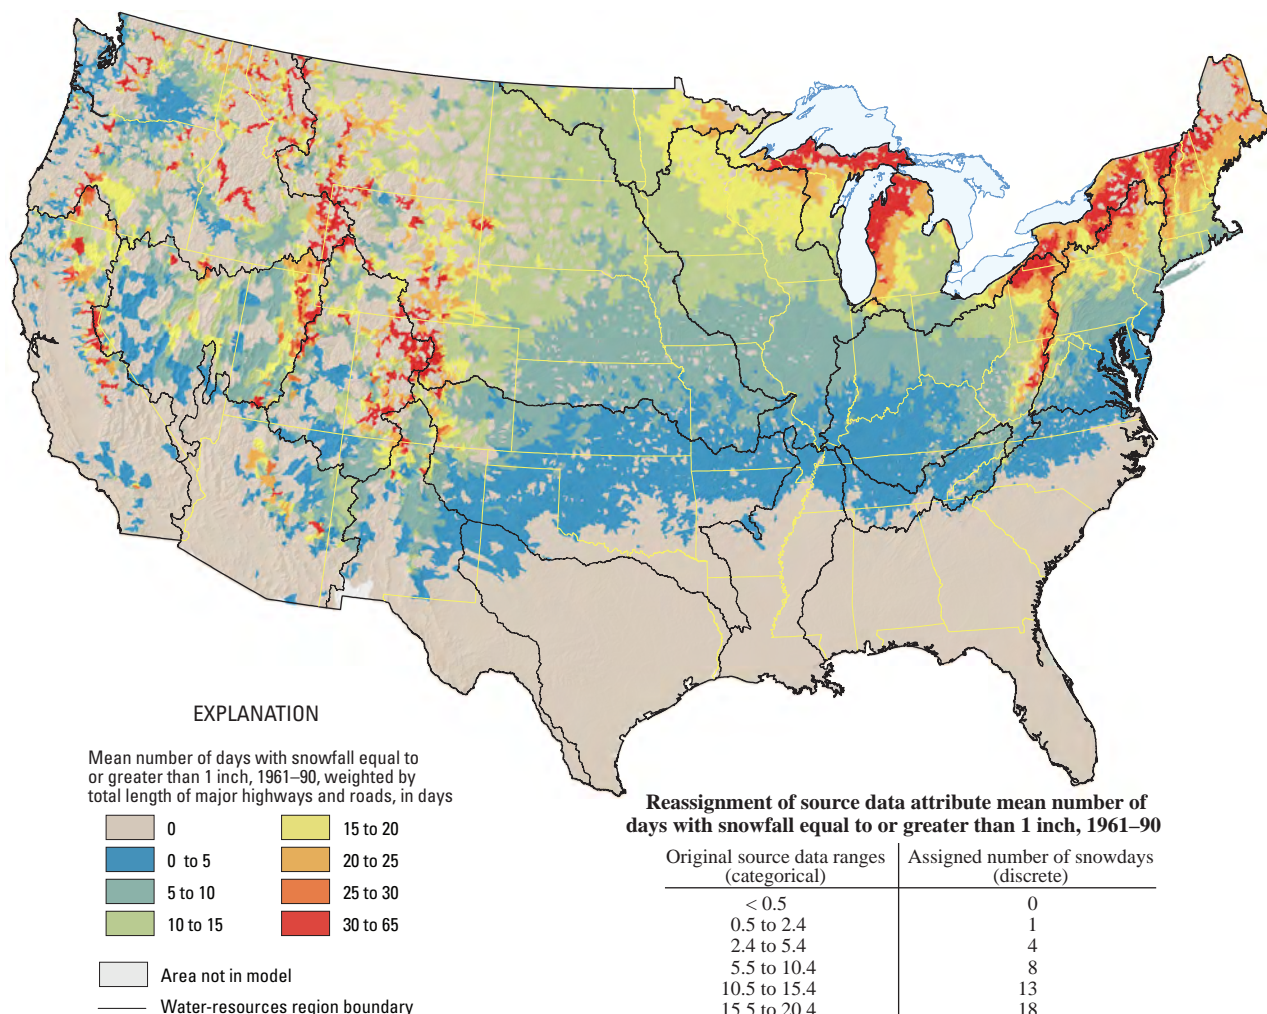 EXPLANATION
Mean number of days with snowfall equal to
or greater than 1 inch, 1961–90, weighted by
total length of major highways and roads, in days
0
0 to 5
5 to 10
10 to 15
15 to 20
20 to 25
25 to 30
30 to 65
Area not in model
Water-resources region boundary
Reassignment of source data attribute mean number of
days with snowfall equal to or greater than 1 inch, 1961–90
Original source data ranges
(categorical)
Assigned number of snowdays
(discrete)
< 0.5 0
0.5 to 2.4 1
2.4 to 5.4 4
5.5 to 10.4 8
10.5 to 15.4 13
15.5 to 20.4 18